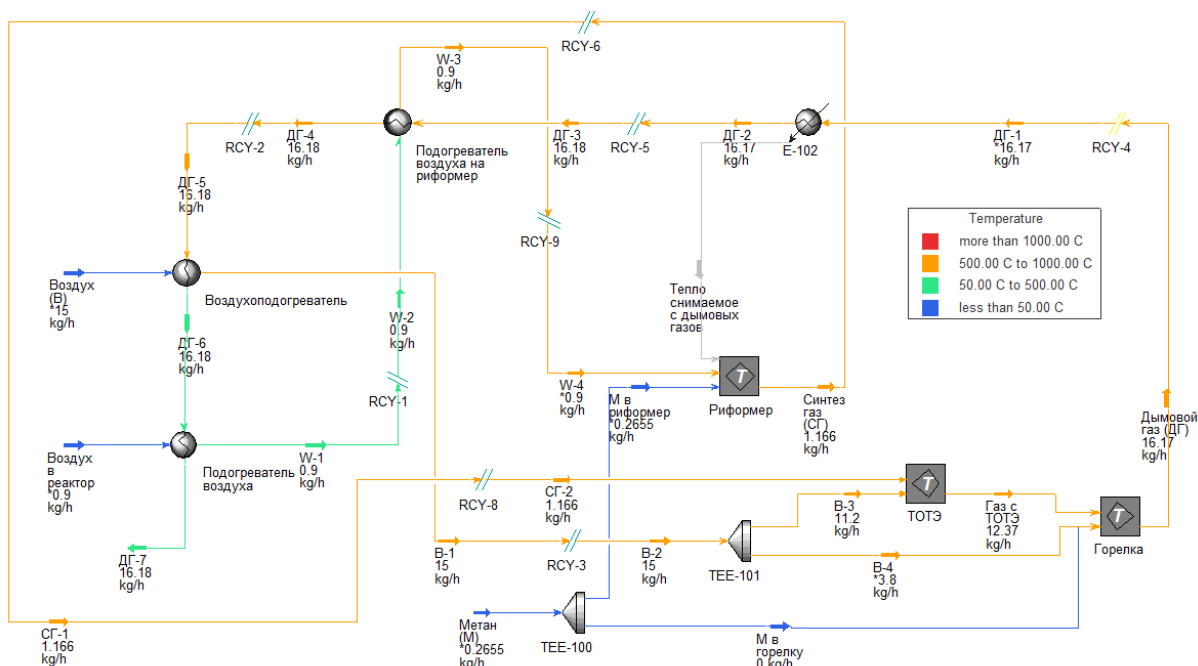 RCY-6
W-3
0.9
kg/h
RCY-2
ДГ-4
16.18
kg/h
Подогреватель
воздуха на
риформер
ДГ-3
16.18
kg/h
RCY-5
ДГ-2
16.17
kg/h
E-102
ДГ-1
*16.17
kg/h
RCY-4
ДГ-5
16.18
kg/h
RCY-9
Temperature
more than 1000.00 C
500.00 C to 1000.00 C
50.00 C to 500.00 C
less than 50.00 C
Воздух
(В)
*15
kg/h
Воздухоподогреватель
Тепло
снимаемое
с дымовых
газов
W-2
0.9
kg/h
ДГ-6
16.18
kg/h
RCY-1
W-4
*0.9
kg/h
М в
риформер
*0.2655
kg/h
Риформер
Синтез
газ
(СГ)
1.166
kg/h
Дымовой
газ (ДГ)
16.17
kg/h
Воздух
в
реактор
*0.9
kg/h
Подогреватель
воздуха
W-1
0.9
kg/h
RCY-8
СГ-2
1.166
kg/h
В-3
11.2
kg/h
ТОТЭ
Газ с
ТОТЭ
12.37
kg/h
Горелка
ДГ-7
16.18
kg/h
В-1
15
kg/h
RCY-3
В-2
15
kg/h
TEE-101
В-4
*3.8
kg/h
СГ-1
1.166
kg/h
Метан
(М)
*0.2655
kg/h
TEE-100
М в
горелку
0 kg/h